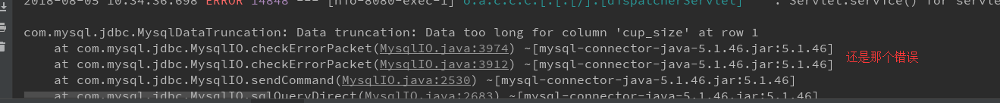 2018-08-05 10:34:36.698 ERROR 14848 --- [nio-8080-exec-1] o.a.c.c.C.[.[.[/].[dispatcherServlet] : Servlet.service() for servle
com.mysql.jdbc.MysqlDataTruncation: Data truncation: Data too long for column 'cup_size' at row 1
at com.mysql.jdbc.MysqlIO.checkErrorPacket(MysqlIO.java:3974) ~[mysql-connector-java-5.1.46.jar:5.1.46]
还是那个错误
at com.mysql.jdbc.MysqlIO.checkErrorPacket(MysqlIO.java:3912) ~[mysql-connector-java-5.1.46.jar:5.1.46]
at com.mysql.jdbc.MysqlIO.sendCommand(MysqlIO.java:2530) ~[mysql-connector-java-5.1.46.jar:5.1.46]
at com.mysql.jdbc.MysqlIO.sqlQueryDirect(MysqlIO.java:2683) ~[mysql-connector-java-5.1.46.jar:5.1.46]